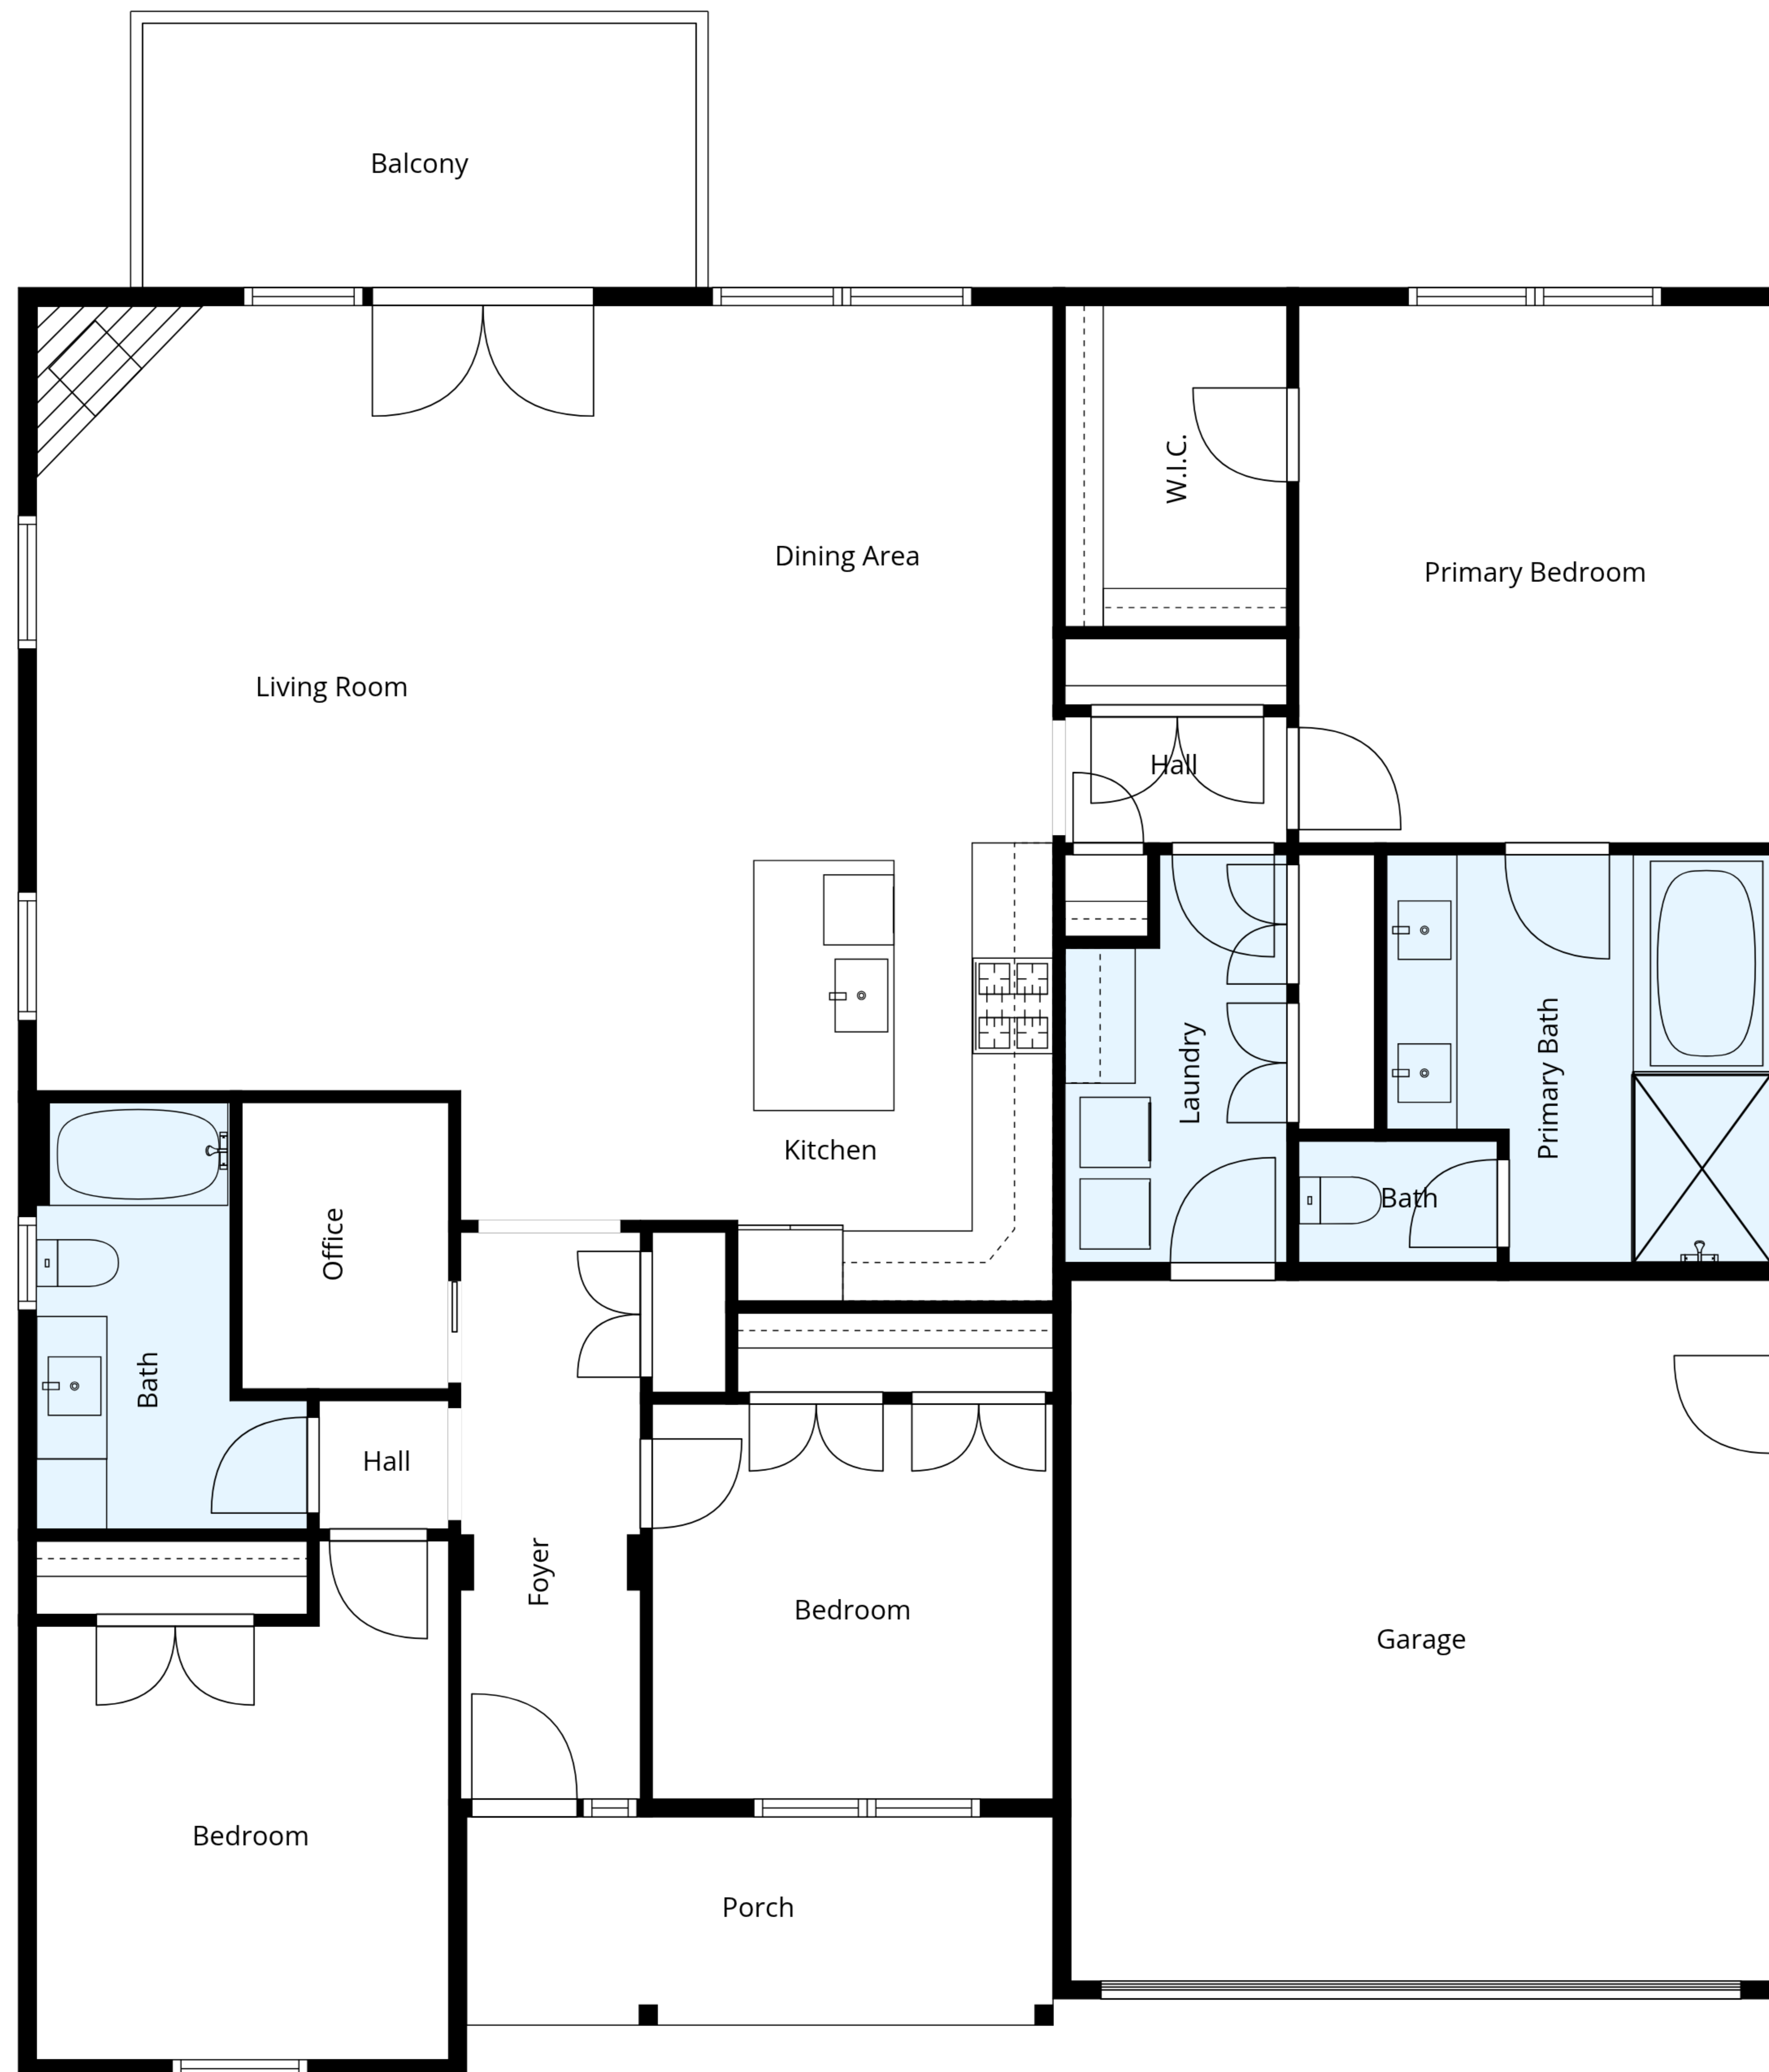 Balcony
W.I.C.
Dining Area
Primary Bedroom
Living Room
Hall
Laundry
Primary Bath
Kitchen
Bath
Office
Bath
Hall
Foyer
Bedroom
Garage
Bedroom
Porch